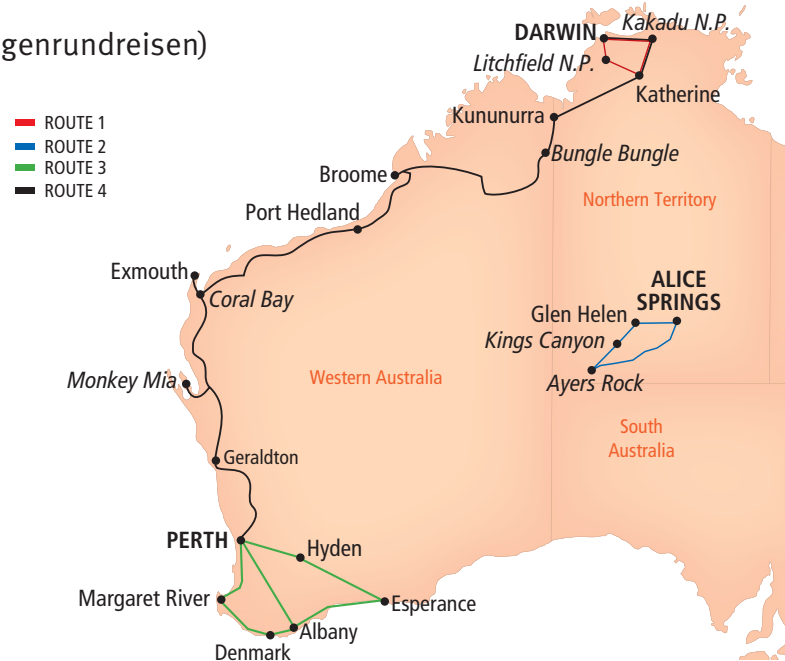 genrundreisen)
ROUTE 1
ROUTE 2
ROUTE 3
ROUTE 4
DARWIN
Kakadu N.P.
Litchfield N.P.
Katherine
Kununurra
Bungle Bungle
Broome
Northern Territory
Port Hedland
Exmouth
Coral Bay
ALICE
SPRINGS
Glen Helen
Kings Canyon
Ayers Rock
Monkey Mia
Western Australia
South
Australia
Geraldton
PERTH
Hyden
Margaret River
Esperance
Albany
Denmark